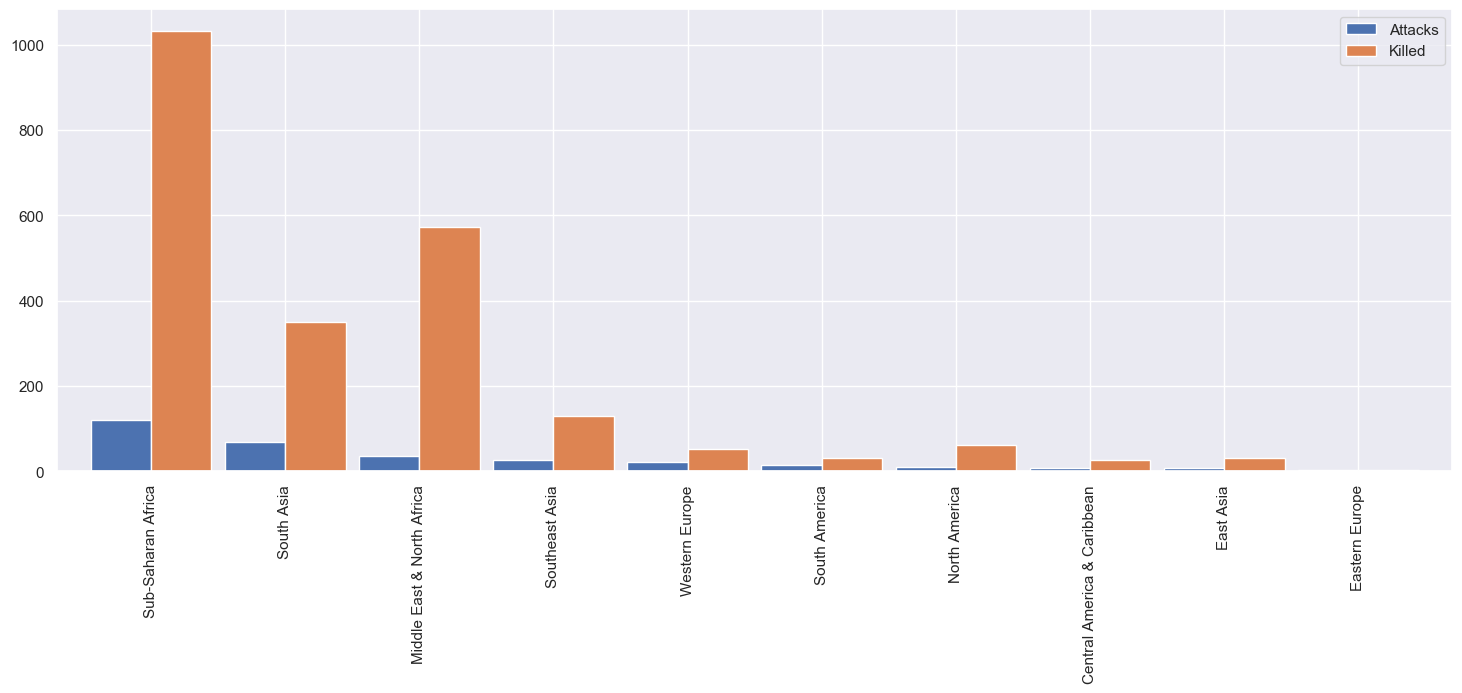 1000
800
600
400
200
0
Attacks
Killed
Sub-Saharan Africa
South Asia
Middle East & North Africa
Southeast Asia
Western Europe
South America
North America
Central America & Caribbean
East Asia
Eastern Europe